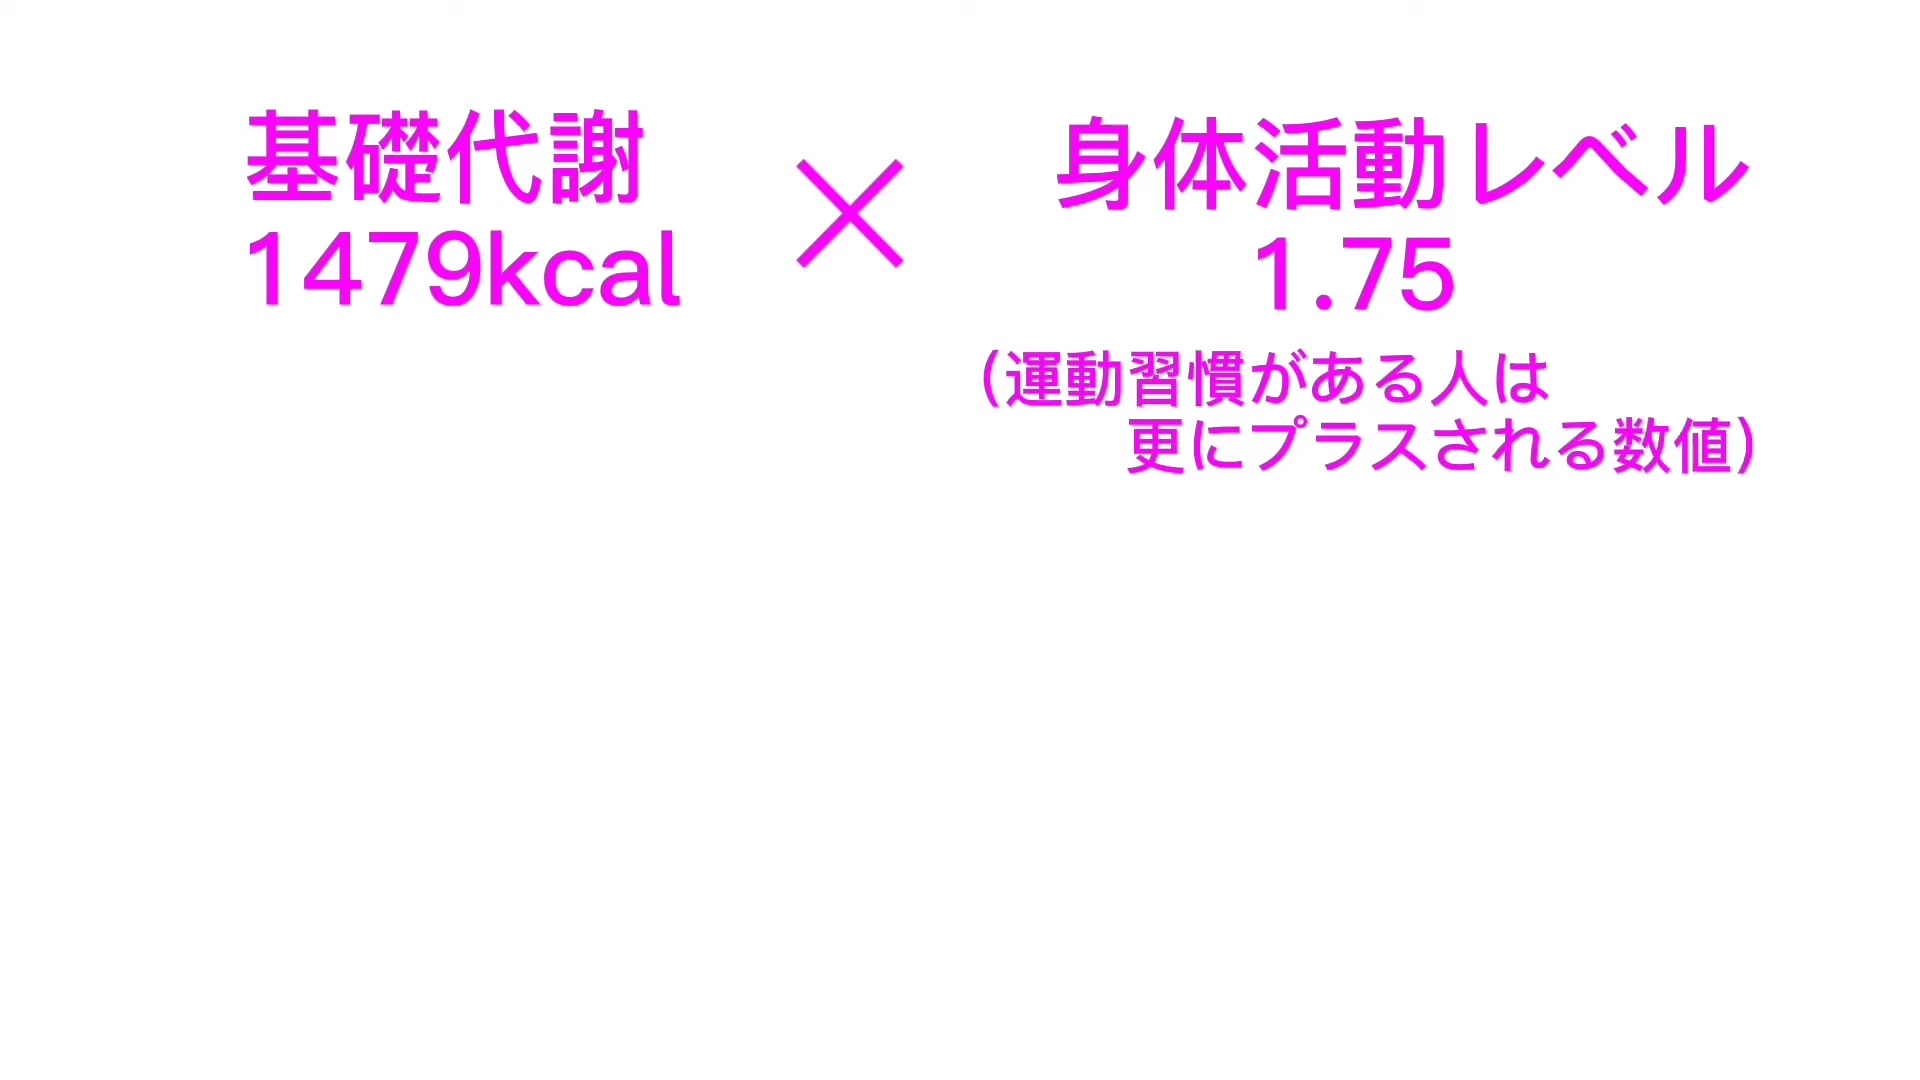 基礎代謝
1479kcal
×
身体活動レベル
1.75
（運動習慣がある人は
更にプラスされる数値）